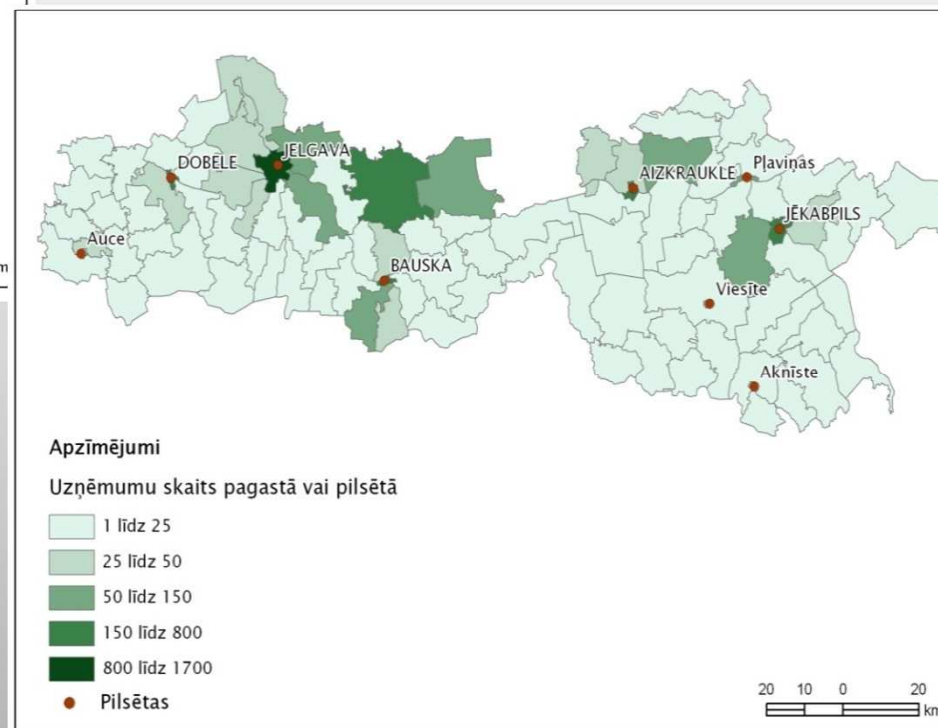 DOBELE
JELGAVA
AIZKRAUKLE
Pļaviņas
JĒKABPILS
Auce
BAUSKA
Viesīte
Aknīste
m
Apzīmējumi
Uzņēmumu skaits pagastā vai pilsētā
1 līdz 25
25 līdz 50
50 līdz 150
150 līdz 800
800 līdz 1700
Pilsētas
20 10 0 20
km